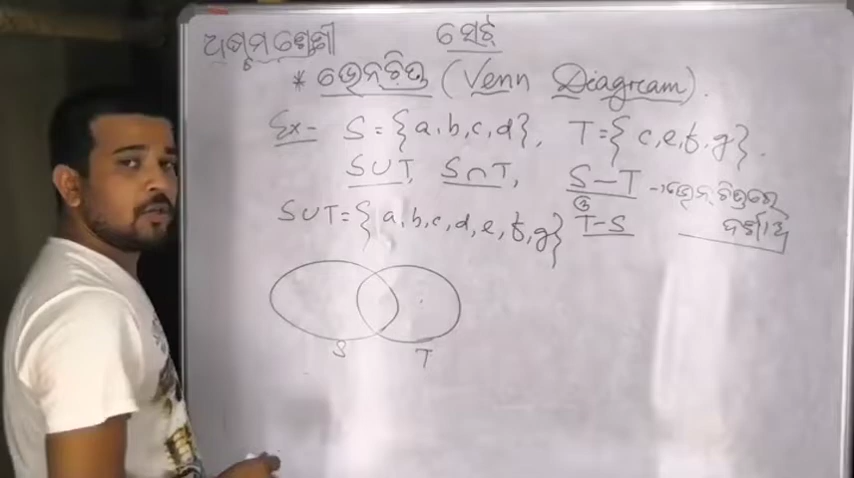 ଅଷ୍ଟମ ଶ୍ରେଣୀ ସେଟ୍
* ଭେନଚିତ୍ର (Venn Diagram).
Ex- S = {a, b, c, d}, T = {c, e, f, g}.
S∪T, S∩T, S-T → ଭେନ୍ ଚିତ୍ରରେ
ଓ
S∪T = {a, b, c, d, e, f, g} T-S ଦର୍ଶାଅ
S T